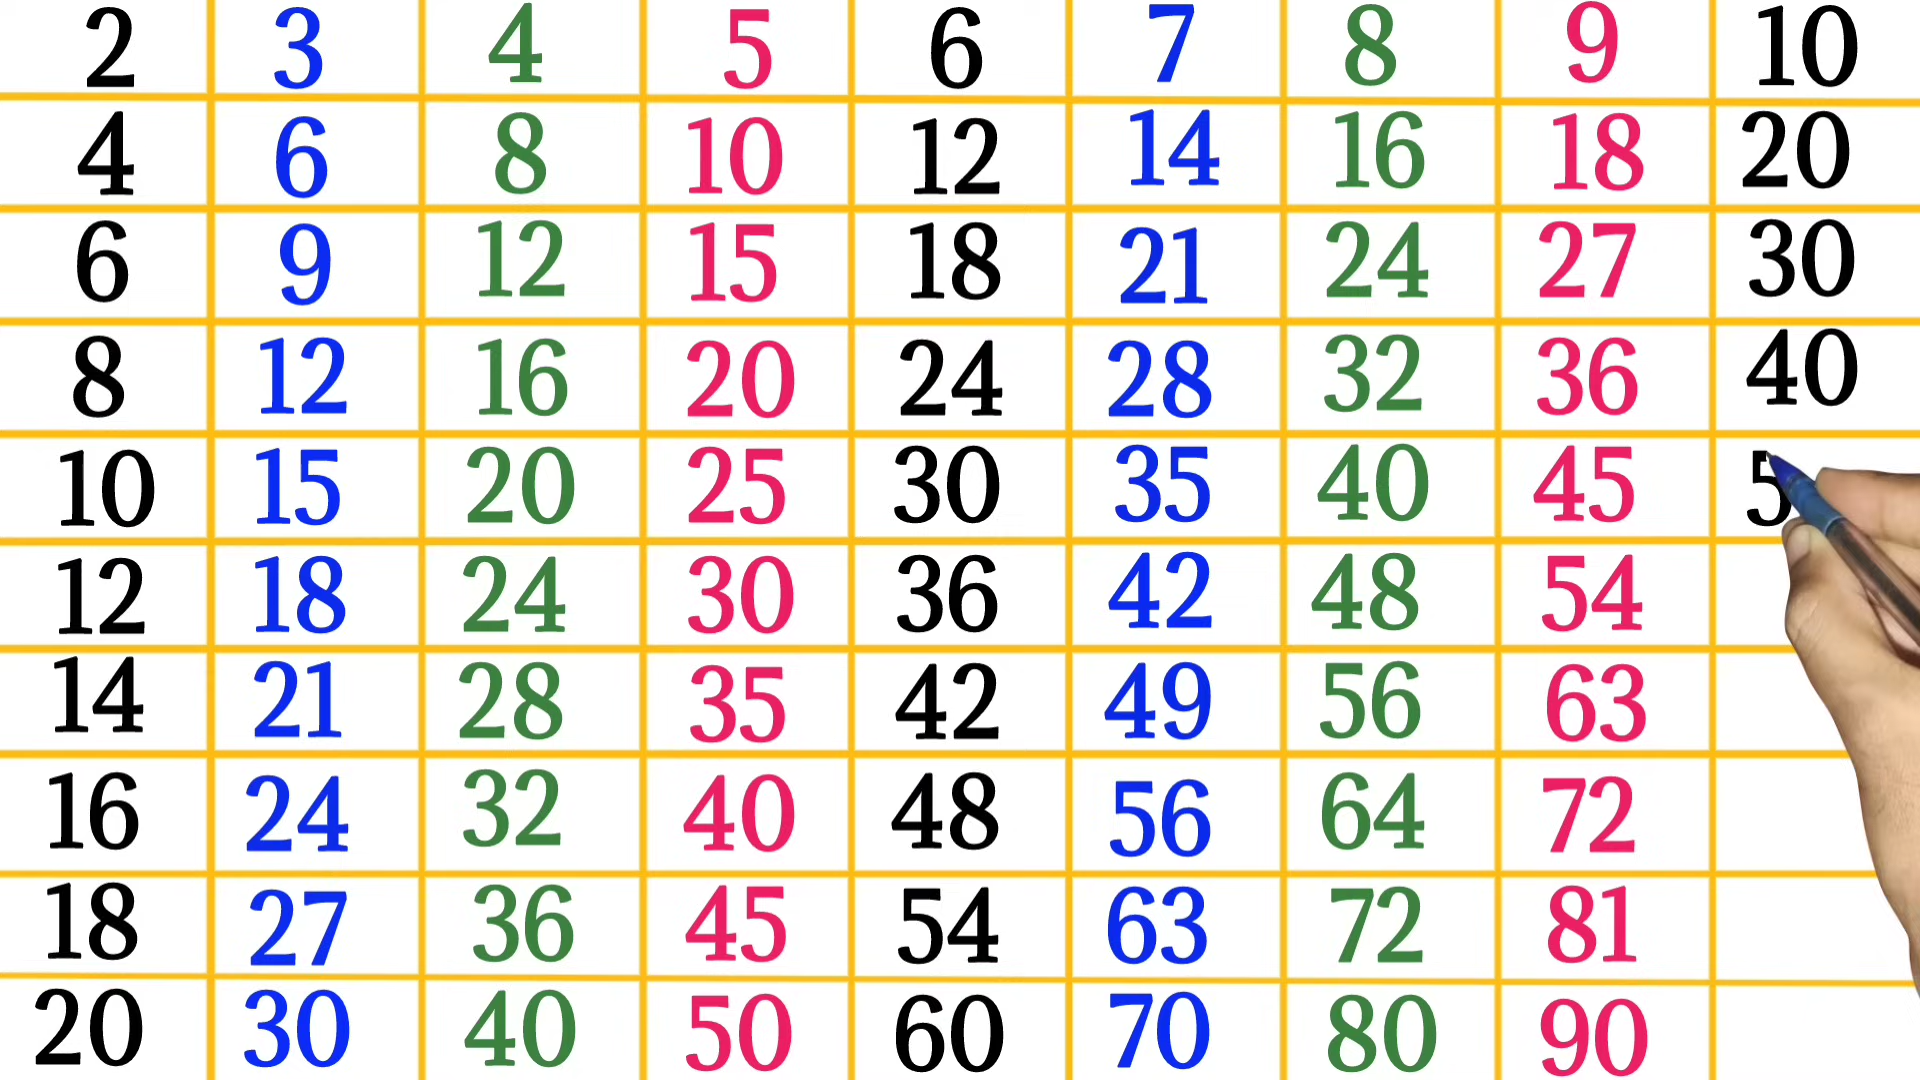 2 3 4 5 6 7 8 9 10
4 6 8 10 12 14 16 18 20
6 9 12 15 18 21 24 27 30
8 12 16 20 24 28 32 36 40
10 15 20 25 30 35 40 45 5
12 18 24 30 36 42 48 54
14 21 28 35 42 49 56 63
16 24 32 40 48 56 64 72
18 27 36 45 54 63 72 81
20 30 40 50 60 70 80 90